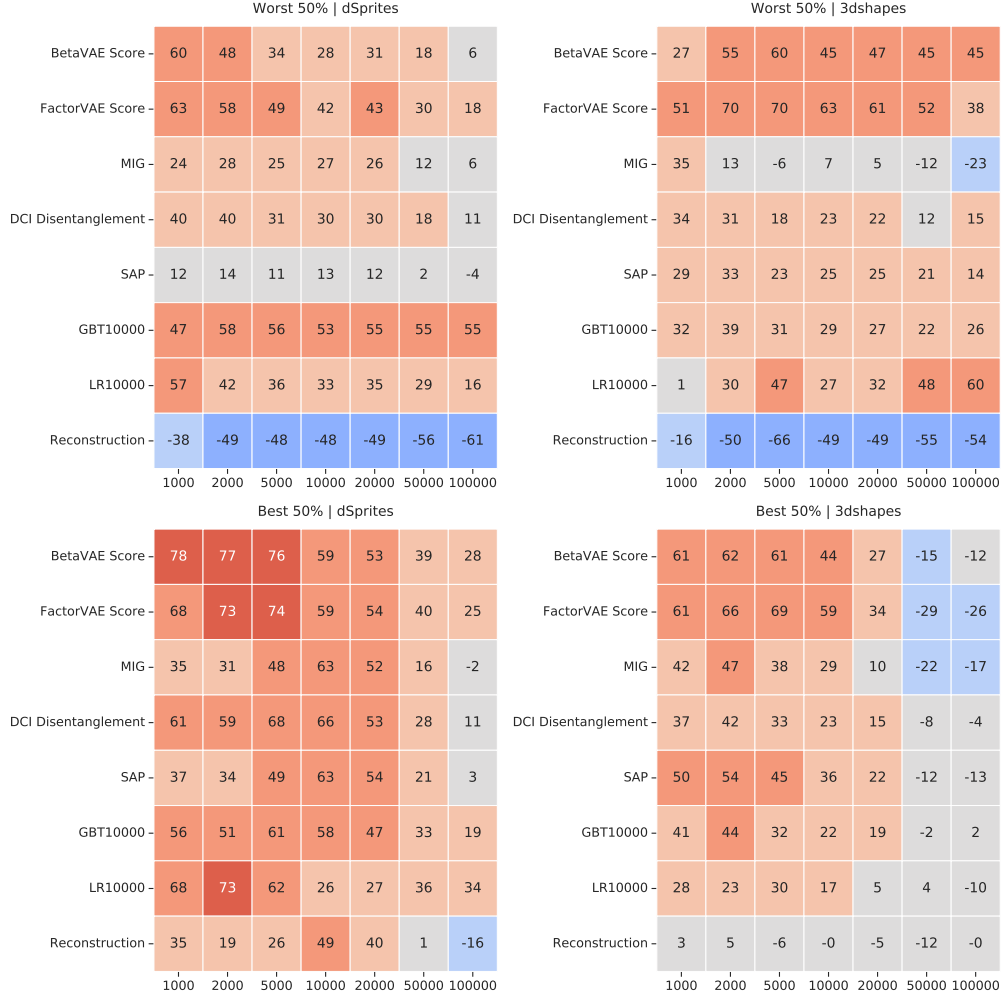 Worst 50% | dSprites
BetaVAE Score 60 48 34 28 31 18 6
FactorVAE Score 63 58 49 42 43 30 18
MIG 24 28 25 27 26 12 6
DCI Disentanglement 40 40 31 30 30 18 11
SAP 12 14 11 13 12 2 -4
GBT10000 47 58 56 53 55 55 55
LR10000 57 42 36 33 35 29 16
Reconstruction -38 -49 -48 -48 -49 -56 -61
1000 2000 5000 10000 20000 50000 100000
Worst 50% | 3dshapes
BetaVAE Score 27 55 60 45 47 45 45
FactorVAE Score 51 70 70 63 61 52 38
MIG 35 13 -6 7 5 -12 -23
DCI Disentanglement 34 31 18 23 22 12 15
SAP 29 33 23 25 25 21 14
GBT10000 32 39 31 29 27 22 26
LR10000 1 30 47 27 32 48 60
Reconstruction -16 -50 -66 -49 -49 -55 -54
1000 2000 5000 10000 20000 50000 100000
Best 50% | dSprites
BetaVAE Score 78 77 76 59 53 39 28
FactorVAE Score 68 73 74 59 54 40 25
MIG 35 31 48 63 52 16 -2
DCI Disentanglement 61 59 68 66 53 28 11
SAP 37 34 49 63 54 21 3
GBT10000 56 51 61 58 47 33 19
LR10000 68 73 62 26 27 36 34
Reconstruction 35 19 26 49 40 1 -16
1000 2000 5000 10000 20000 50000 100000
Best 50% | 3dshapes
BetaVAE Score 61 62 61 44 27 -15 -12
FactorVAE Score 61 66 69 59 34 -29 -26
MIG 42 47 38 29 10 -22 -17
DCI Disentanglement 37 42 33 23 15 -8 -4
SAP 50 54 45 36 22 -12 -13
GBT10000 41 44 32 22 19 -2 2
LR10000 28 23 30 17 5 4 -10
Reconstruction 3 5 -6 -0 -5 -12 -0
1000 2000 5000 10000 20000 50000 100000